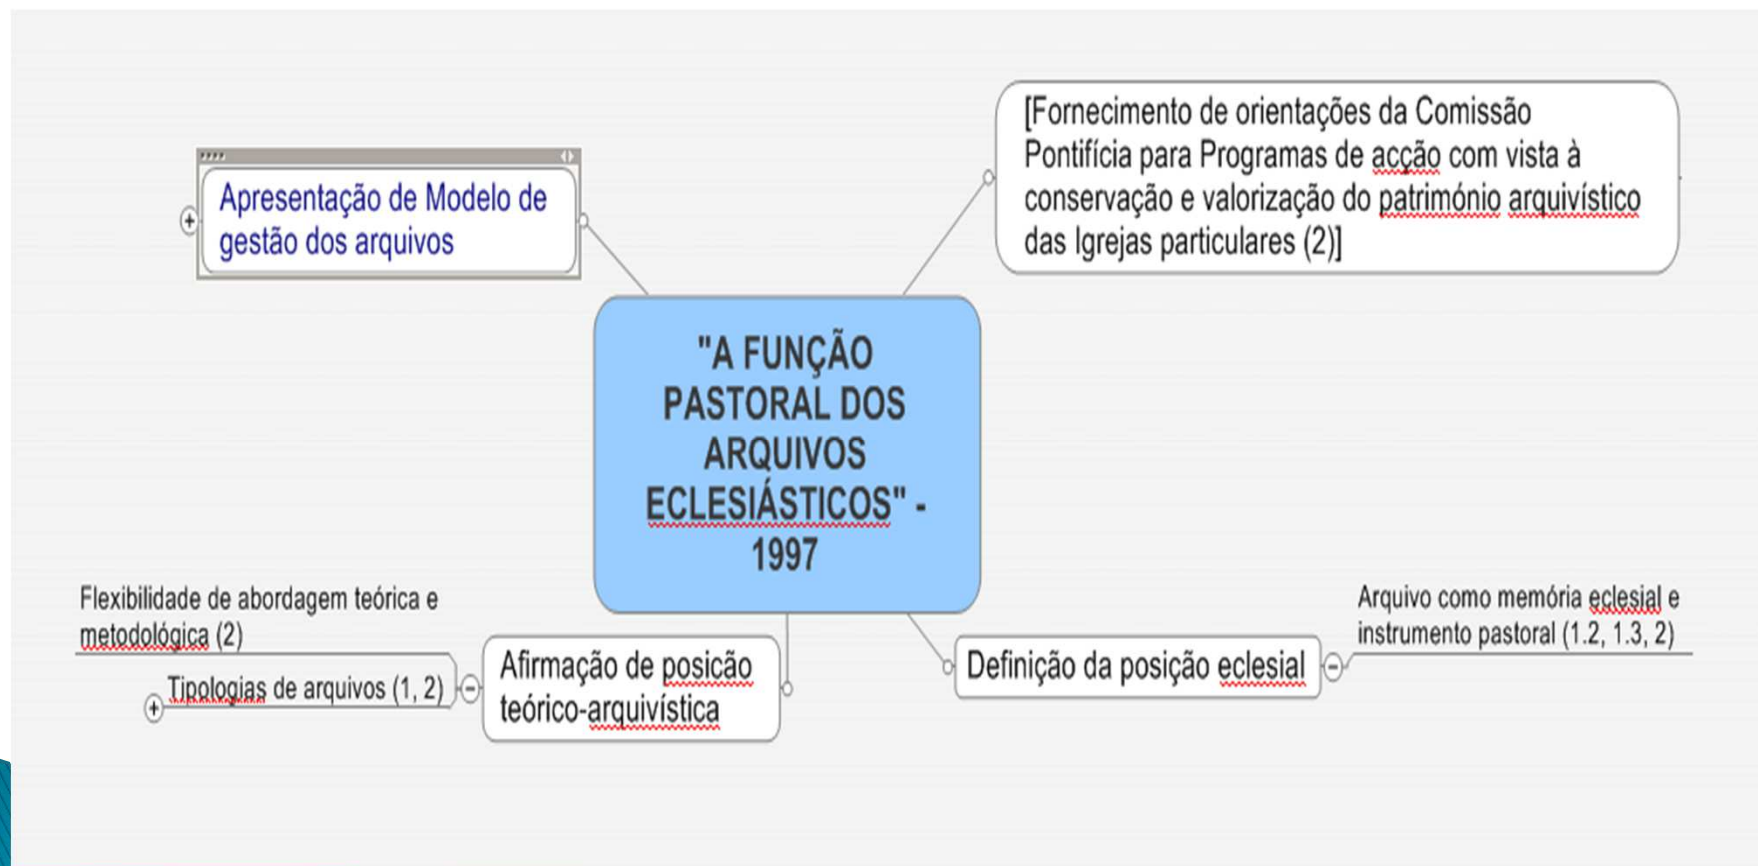 [Fornecimento de orientações da Comissão
Pontifícia para Programas de acção com vista à
conservação e valorização do património arquivístico
das Igrejas particulares (2)]
Apresentação de Modelo de
gestão dos arquivos
"A FUNÇÃO
PASTORAL DOS
ARQUIVOS
ECLESIÁSTICOS" -
1997
Flexibilidade de abordagem teórica e
metodológica (2)
Tipologias de arquivos (1, 2)
Afirmação de posicão
teórico-arquivística
Definição da posição eclesial
Arquivo como memória eclesial e
instrumento pastoral (1.2, 1.3, 2)